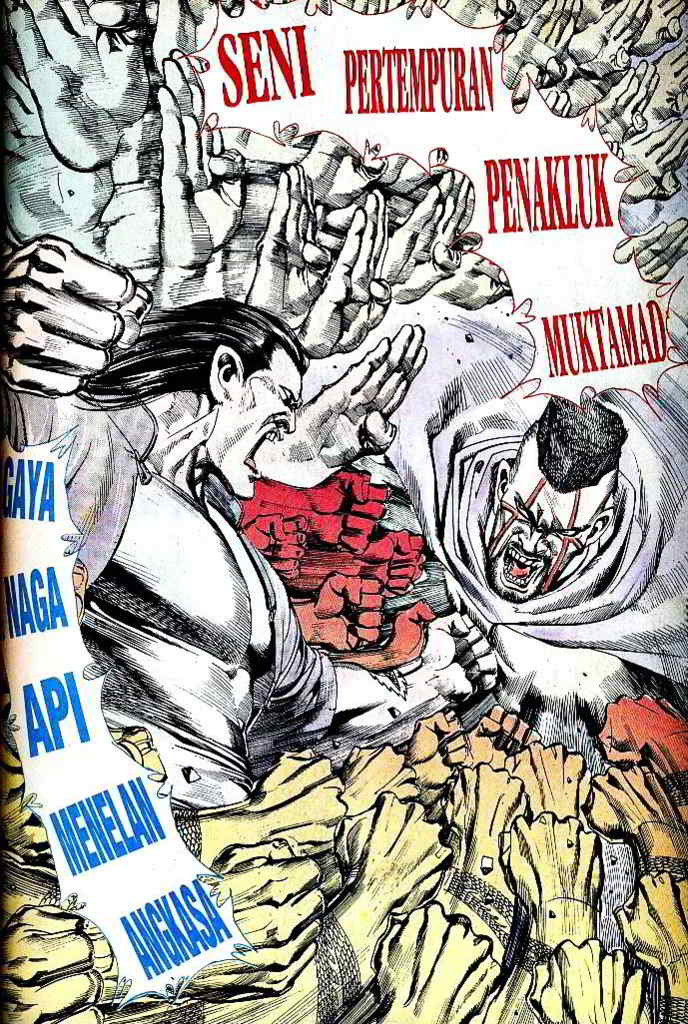 SENI
PERTEMPURAN
PENAKLUK
MUKTAMAD
GAYA
NAGA
API
MENELAN
ANGKASA